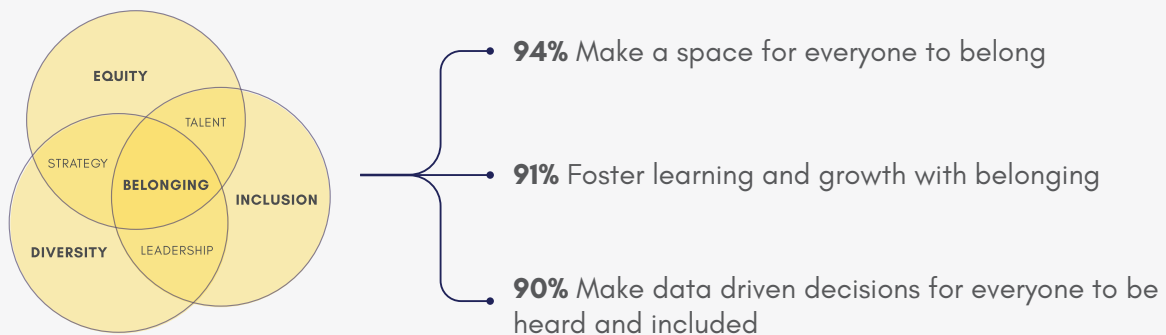 EQUITY
TALENT
STRATEGY
BELONGING
INCLUSION
DIVERSITY
LEADERSHIP
94% Make a space for everyone to belong
91% Foster learning and growth with belonging
90% Make data driven decisions for everyone to be
heard and included